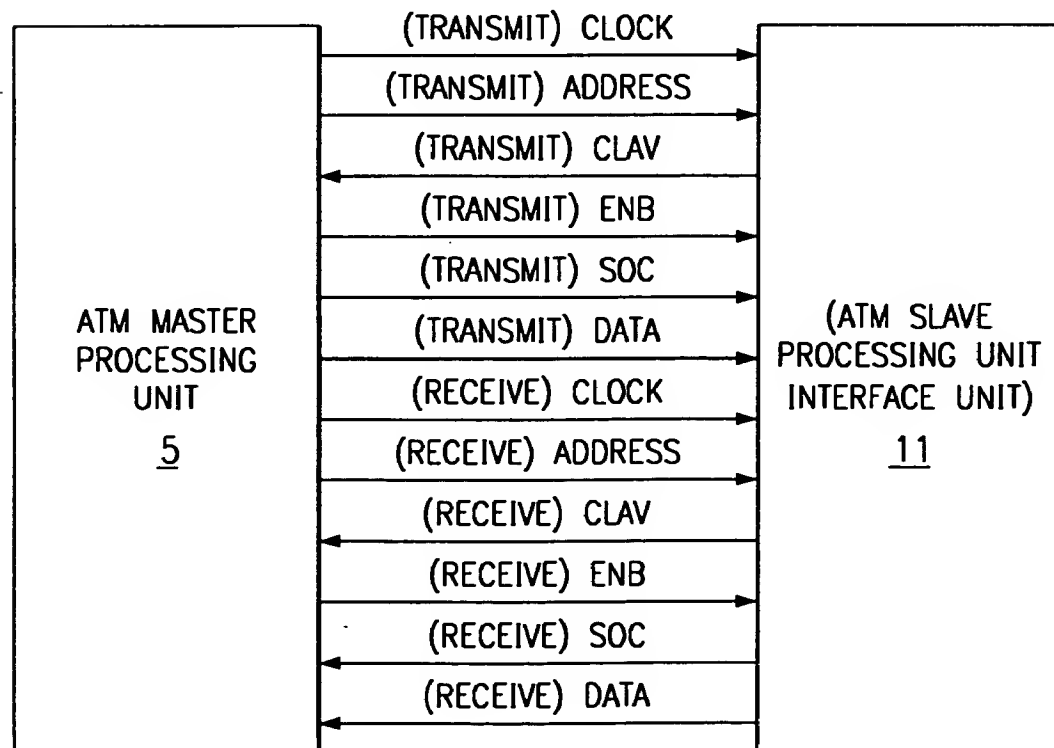 (TRANSMIT) CLOCK
(TRANSMIT) ADDRESS
(TRANSMIT) CLAV
(TRANSMIT) ENB
(TRANSMIT) SOC
(TRANSMIT) DATA
(RECEIVE) CLOCK
(RECEIVE) ADDRESS
(RECEIVE) CLAV
(RECEIVE) ENB
(RECEIVE) SOC
(RECEIVE) DATA
ATM MASTER
PROCESSING
UNIT
5
(ATM SLAVE
PROCESSING UNIT
INTERFACE UNIT)
11